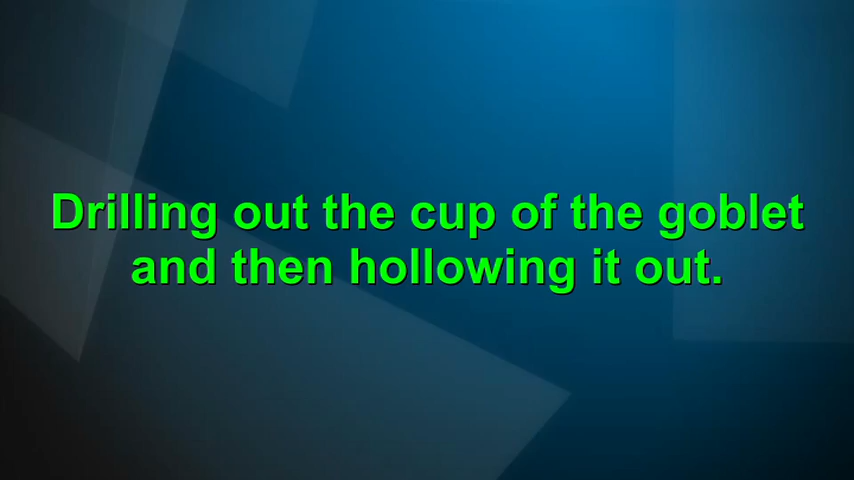 Drilling out the cup of the goblet
and then hollowing it out.